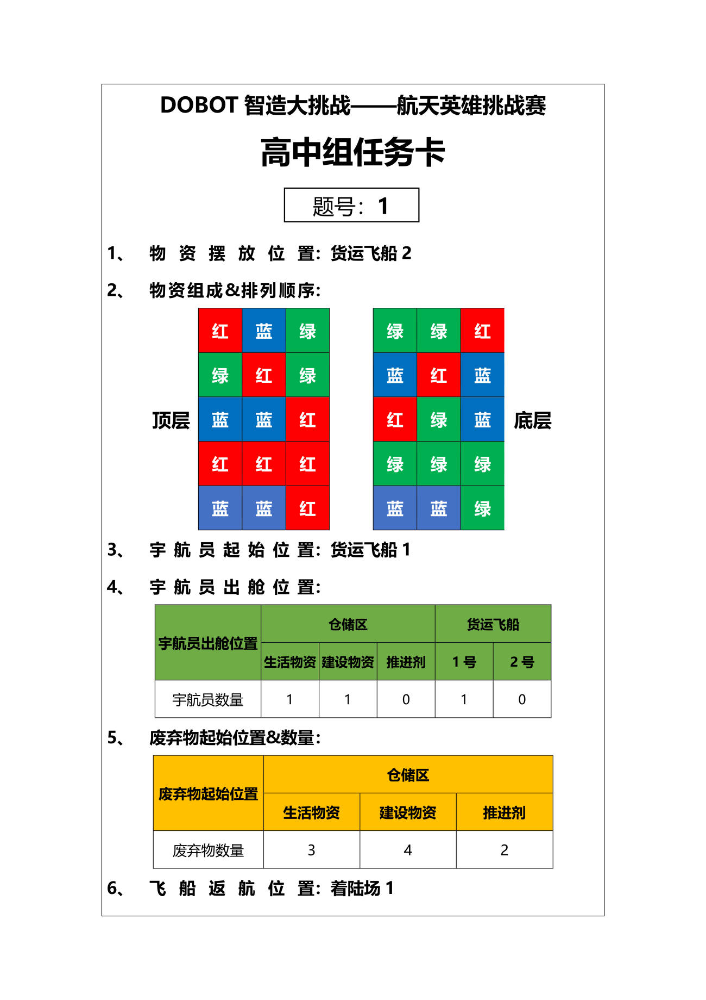 DOBOT 智造大挑战——航天英雄挑战赛
高中组任务卡
题号：1
1、 物资摆放位置：货运飞船 2
2、 物资组成&排列顺序：
红 蓝 绿 绿 绿 红
绿 红 绿 蓝 红 蓝
顶层 蓝 蓝 红 红 绿 蓝 底层
红 红 红 绿 绿 绿
蓝 蓝 红 蓝 蓝 绿
3、 宇航员起始位置：货运飞船 1
4、 宇航员出舱位置：
宇航员出舱位置 仓储区 货运飞船
生活物资 建设物资 推进剂 1 号 2 号
宇航员数量 1 1 0 1 0
5、 废弃物起始位置&数量：
废弃物起始位置 仓储区
生活物资 建设物资 推进剂
废弃物数量 3 4 2
6、 飞船返航位置：着陆场 1